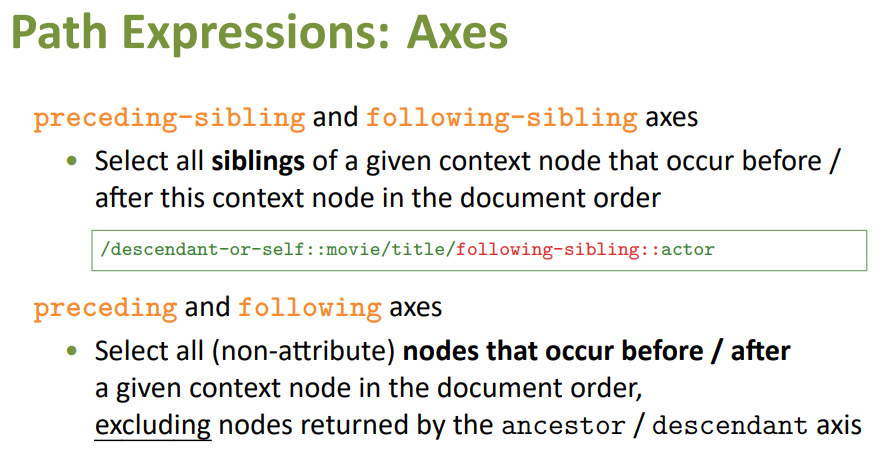 Path Expressions: Axes
preceding-sibling and following-sibling axes
• Select all siblings of a given context node that occur before /
after this context node in the document order
/descendant-or-self::movie/title/following-sibling::actor
preceding and following axes
• Select all (non-attribute) nodes that occur before / after
a given context node in the document order,
excluding nodes returned by the ancestor / descendant axis